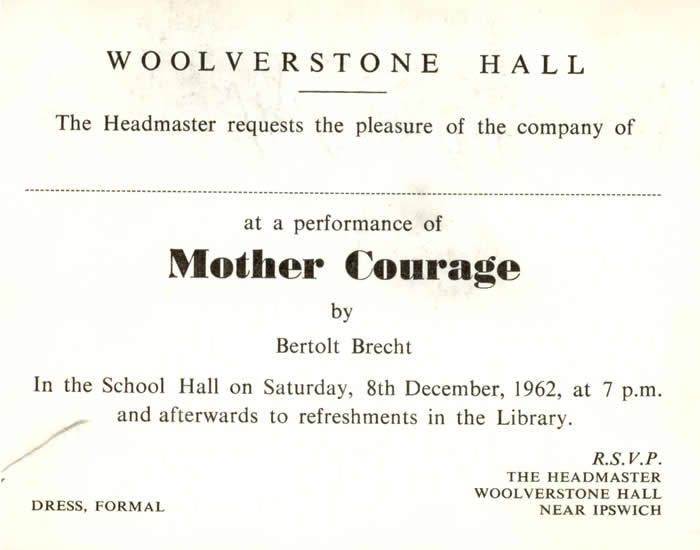 WOOLVERSTONE HALL
The Headmaster requests the pleasure of the company of
at a performance of
Mother Courage
by
Bertolt Brecht
In the School Hall on Saturday, 8th December, 1962, at 7 p.m.
and afterwards to refreshments in the Library.
R.S.V.P.
THE HEADMASTER
WOOLVERSTONE HALL
NEAR IPSWICH
DRESS, FORMAL